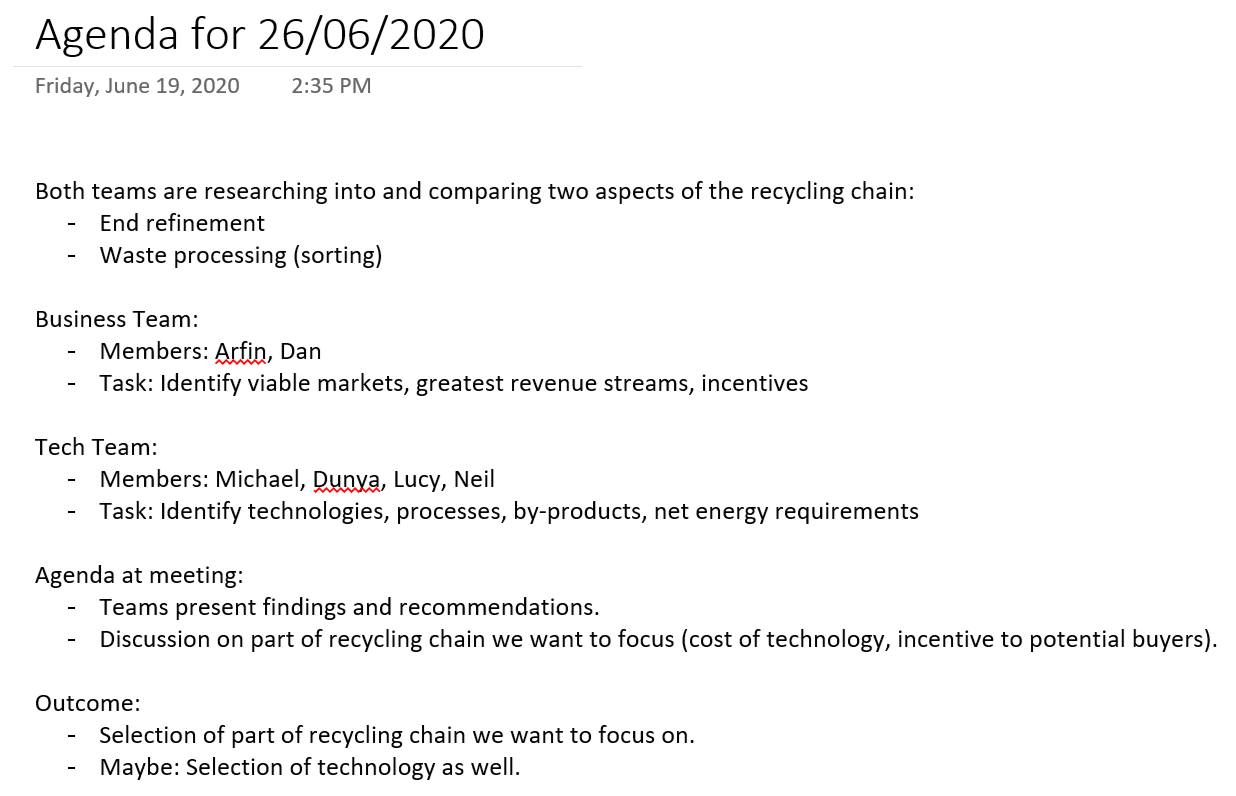 Agenda for 26/06/2020
Friday, June 19, 2020 2:35 PM
Both teams are researching into and comparing two aspects of the recycling chain:
- End refinement
- Waste processing (sorting)
Business Team:
- Members: Arfin, Dan
- Task: Identify viable markets, greatest revenue streams, incentives
Tech Team:
- Members: Michael, Dunya, Lucy, Neil
- Task: Identify technologies, processes, by-products, net energy requirements
Agenda at meeting:
- Teams present findings and recommendations.
- Discussion on part of recycling chain we want to focus (cost of technology, incentive to potential buyers).
Outcome:
- Selection of part of recycling chain we want to focus on.
- Maybe: Selection of technology as well.